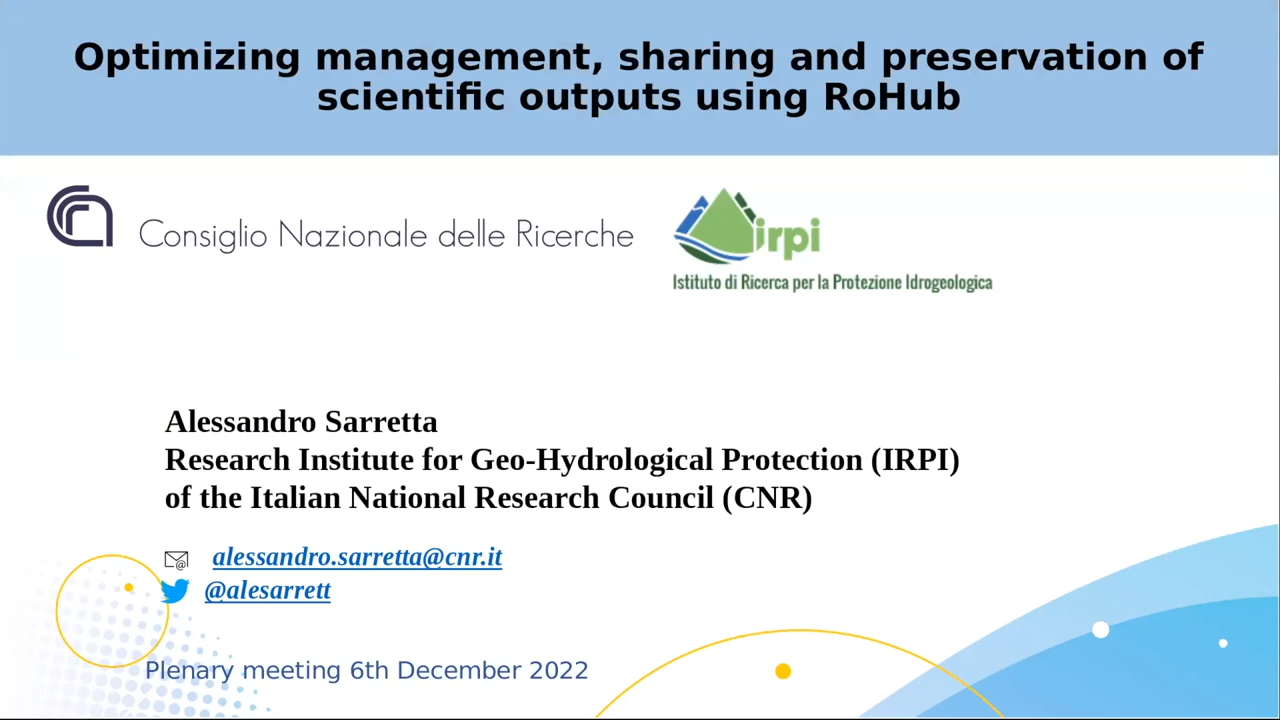 Optimizing management, sharing and preservation of
scientific outputs using RoHub
Consiglio Nazionale delle Ricerche
irpi
Istituto di Ricerca per la Protezione Idrogeologica
Alessandro Sarretta
Research Institute for Geo-Hydrological Protection (IRPI)
of the Italian National Research Council (CNR)
alessandro.sarretta@cnr.it
@alesarrett
Plenary meeting 6th December 2022